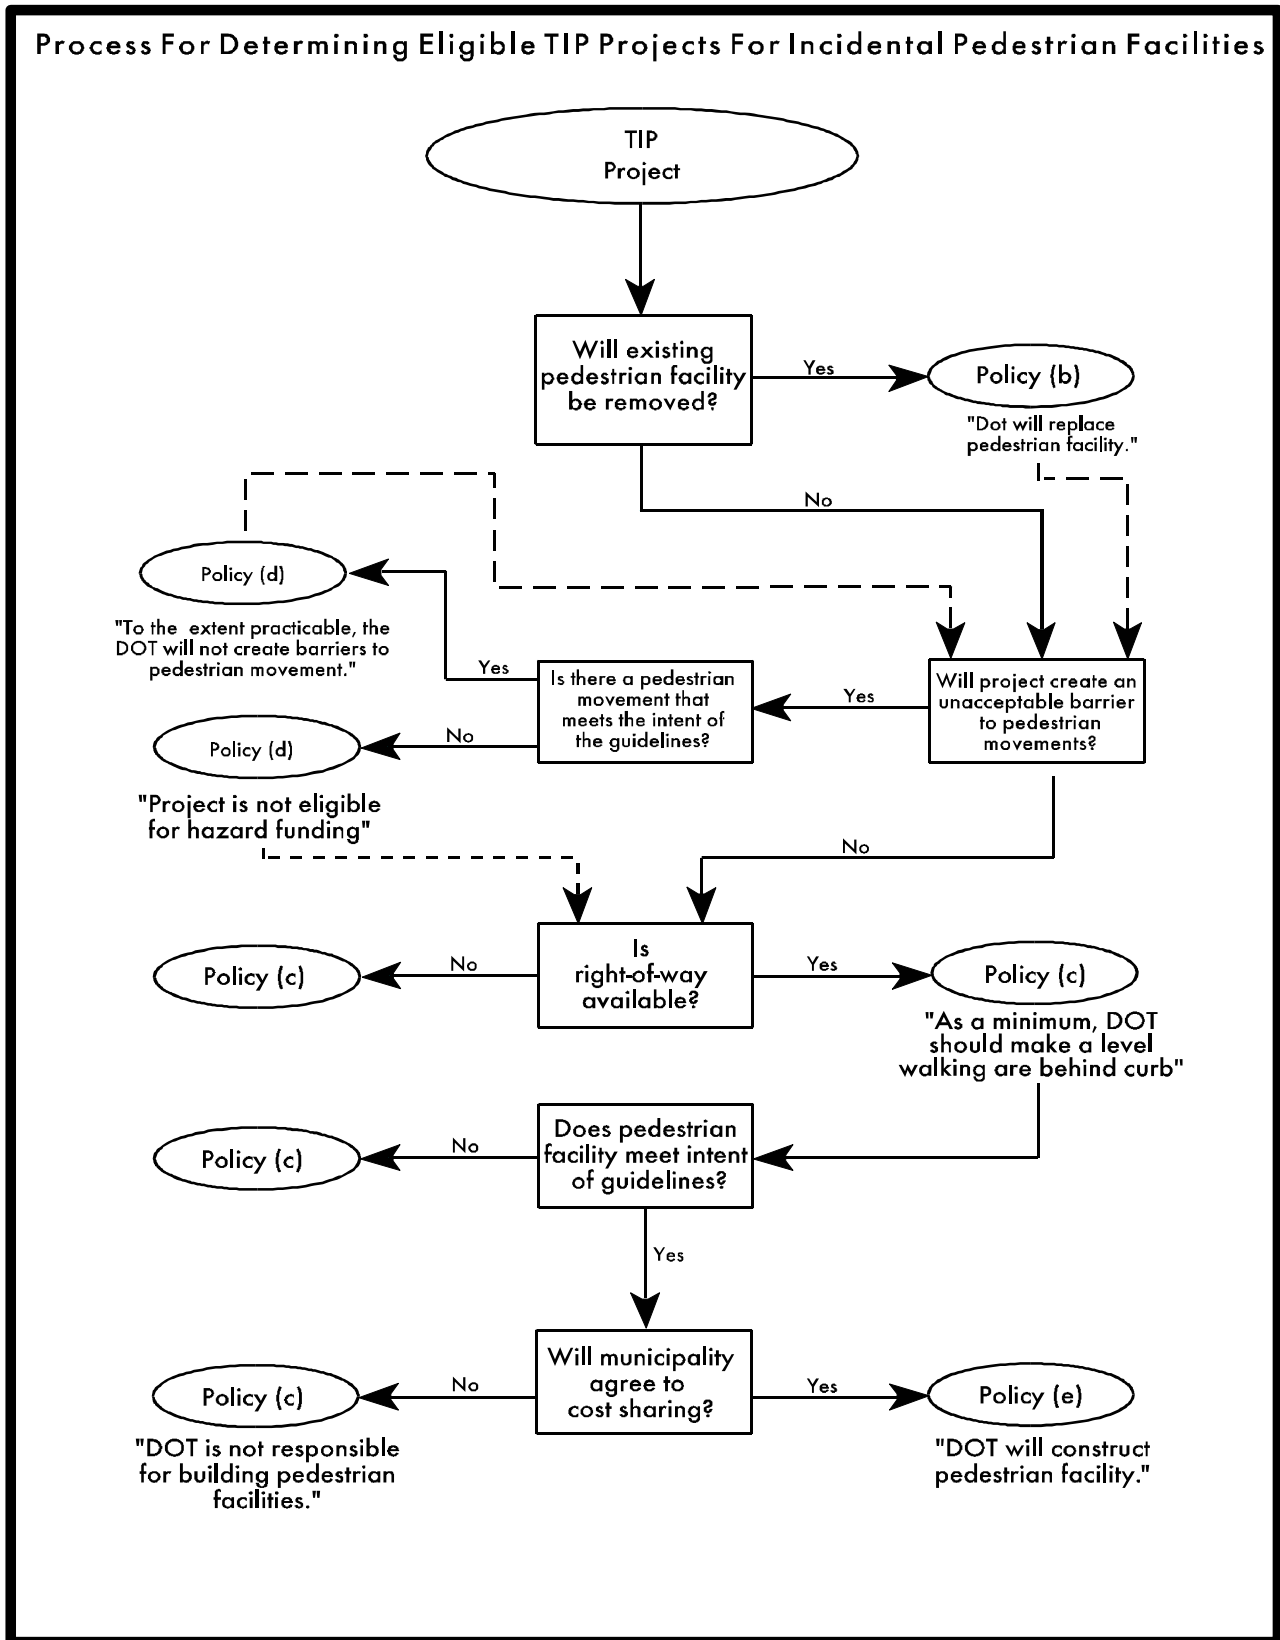 Process For Determining Eligible TIP Projects For Incidental Pedestrian Facilities
TIP
Project
Will existing
pedestrian facility
be removed?
Yes
Policy (b)
"Dot will replace
pedestrian facility."
No
Policy (d)
"To the extent practicable, the
DOT will not create barriers to
pedestrian movement."
Yes
Is there a pedestrian
movement that
meets the intent of
the guidelines?
Yes
Will project create an
unacceptable barrier
to pedestrian
movements?
No
Policy (d)
"Project is not eligible
for hazard funding"
No
Policy (c)
No
Is
right-of-way
available?
Yes
Policy (c)
"As a minimum, DOT
should make a level
walking are behind curb"
Policy (c)
No
Does pedestrian
facility meet intent
of guidelines?
Yes
Policy (c)
No
Will municipality
agree to
cost sharing?
Yes
Policy (e)
"DOT is not responsible
for building pedestrian
facilities."
"DOT will construct
pedestrian facility."